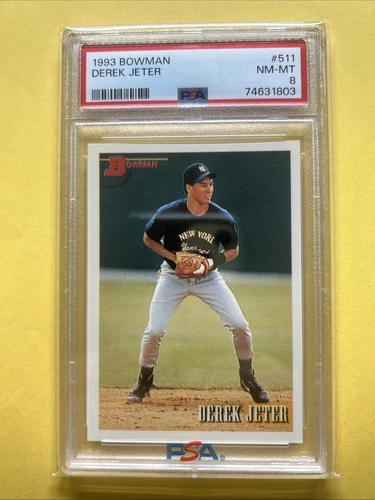 1993 BOWMAN #511
DEREK JETER NM-MT
8
PSA 74631803
BOWMAN
NEW YORK
Yankees
DEREK JETER
PSA